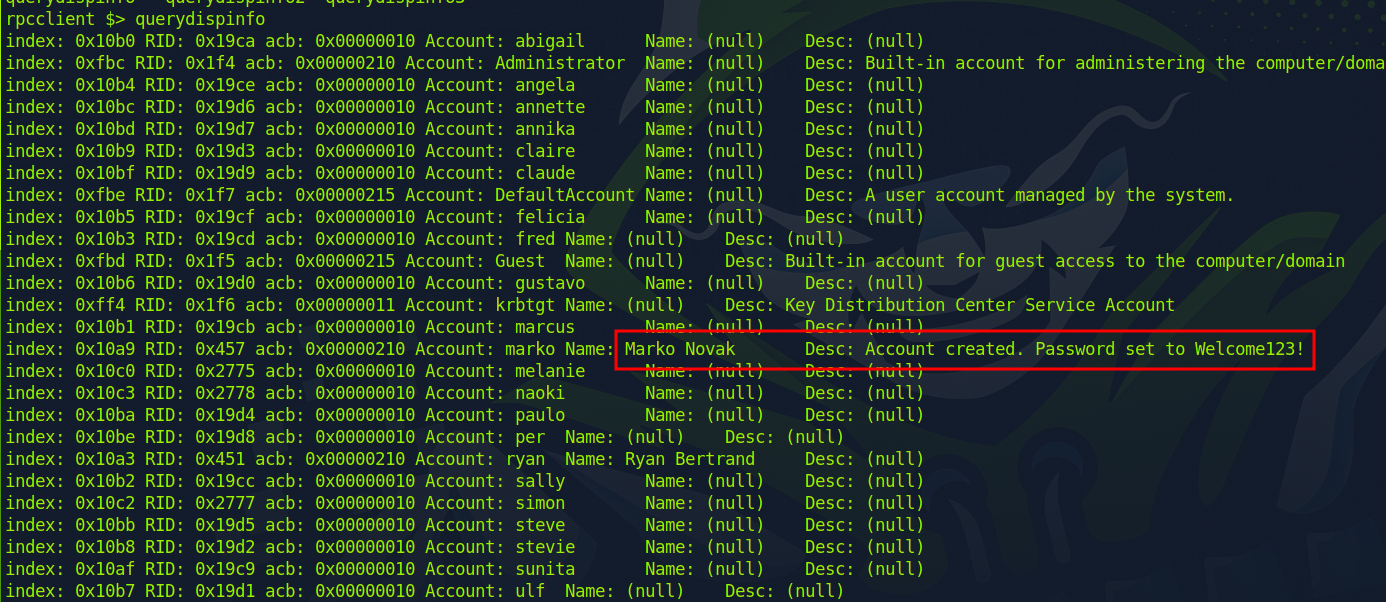 querydispinfo querydispinfo2 querydispinfo3
rpcclient $> querydispinfo
index: 0x10b0 RID: 0x19ca acb: 0x00000010 Account: abigail Name: (null) Desc: (null)
index: 0xfbc RID: 0x1f4 acb: 0x00000210 Account: Administrator Name: (null) Desc: Built-in account for administering the computer/doma
index: 0x10b4 RID: 0x19ce acb: 0x00000010 Account: angela Name: (null) Desc: (null)
index: 0x10bc RID: 0x19d6 acb: 0x00000010 Account: annette Name: (null) Desc: (null)
index: 0x10bd RID: 0x19d7 acb: 0x00000010 Account: annika Name: (null) Desc: (null)
index: 0x10b9 RID: 0x19d3 acb: 0x00000010 Account: claire Name: (null) Desc: (null)
index: 0x10bf RID: 0x19d9 acb: 0x00000010 Account: claude Name: (null) Desc: (null)
index: 0xfbe RID: 0x1f7 acb: 0x00000215 Account: DefaultAccount Name: (null) Desc: A user account managed by the system.
index: 0x10b5 RID: 0x19cf acb: 0x00000010 Account: felicia Name: (null) Desc: (null)
index: 0x10b3 RID: 0x19cd acb: 0x00000010 Account: fred Name: (null) Desc: (null)
index: 0xfbd RID: 0x1f5 acb: 0x00000215 Account: Guest Name: (null) Desc: Built-in account for guest access to the computer/domain
index: 0x10b6 RID: 0x19d0 acb: 0x00000010 Account: gustavo Name: (null) Desc: (null)
index: 0xff4 RID: 0x1f6 acb: 0x00000011 Account: krbtgt Name: (null) Desc: Key Distribution Center Service Account
index: 0x10b1 RID: 0x19cb acb: 0x00000010 Account: marcus Name: (null) Desc: (null)
index: 0x10a9 RID: 0x457 acb: 0x00000210 Account: marko Name: Marko Novak Desc: Account created. Password set to Welcome123!
index: 0x10c0 RID: 0x2775 acb: 0x00000010 Account: melanie Name: (null) Desc: (null)
index: 0x10c3 RID: 0x2778 acb: 0x00000010 Account: naoki Name: (null) Desc: (null)
index: 0x10ba RID: 0x19d4 acb: 0x00000010 Account: paulo Name: (null) Desc: (null)
index: 0x10be RID: 0x19d8 acb: 0x00000010 Account: per Name: (null) Desc: (null)
index: 0x10a3 RID: 0x451 acb: 0x00000210 Account: ryan Name: Ryan Bertrand Desc: (null)
index: 0x10b2 RID: 0x19cc acb: 0x00000010 Account: sally Name: (null) Desc: (null)
index: 0x10c2 RID: 0x2777 acb: 0x00000010 Account: simon Name: (null) Desc: (null)
index: 0x10bb RID: 0x19d5 acb: 0x00000010 Account: steve Name: (null) Desc: (null)
index: 0x10b8 RID: 0x19d2 acb: 0x00000010 Account: stevie Name: (null) Desc: (null)
index: 0x10af RID: 0x19c9 acb: 0x00000010 Account: sunita Name: (null) Desc: (null)
index: 0x10b7 RID: 0x19d1 acb: 0x00000010 Account: ulf Name: (null) Desc: (null)